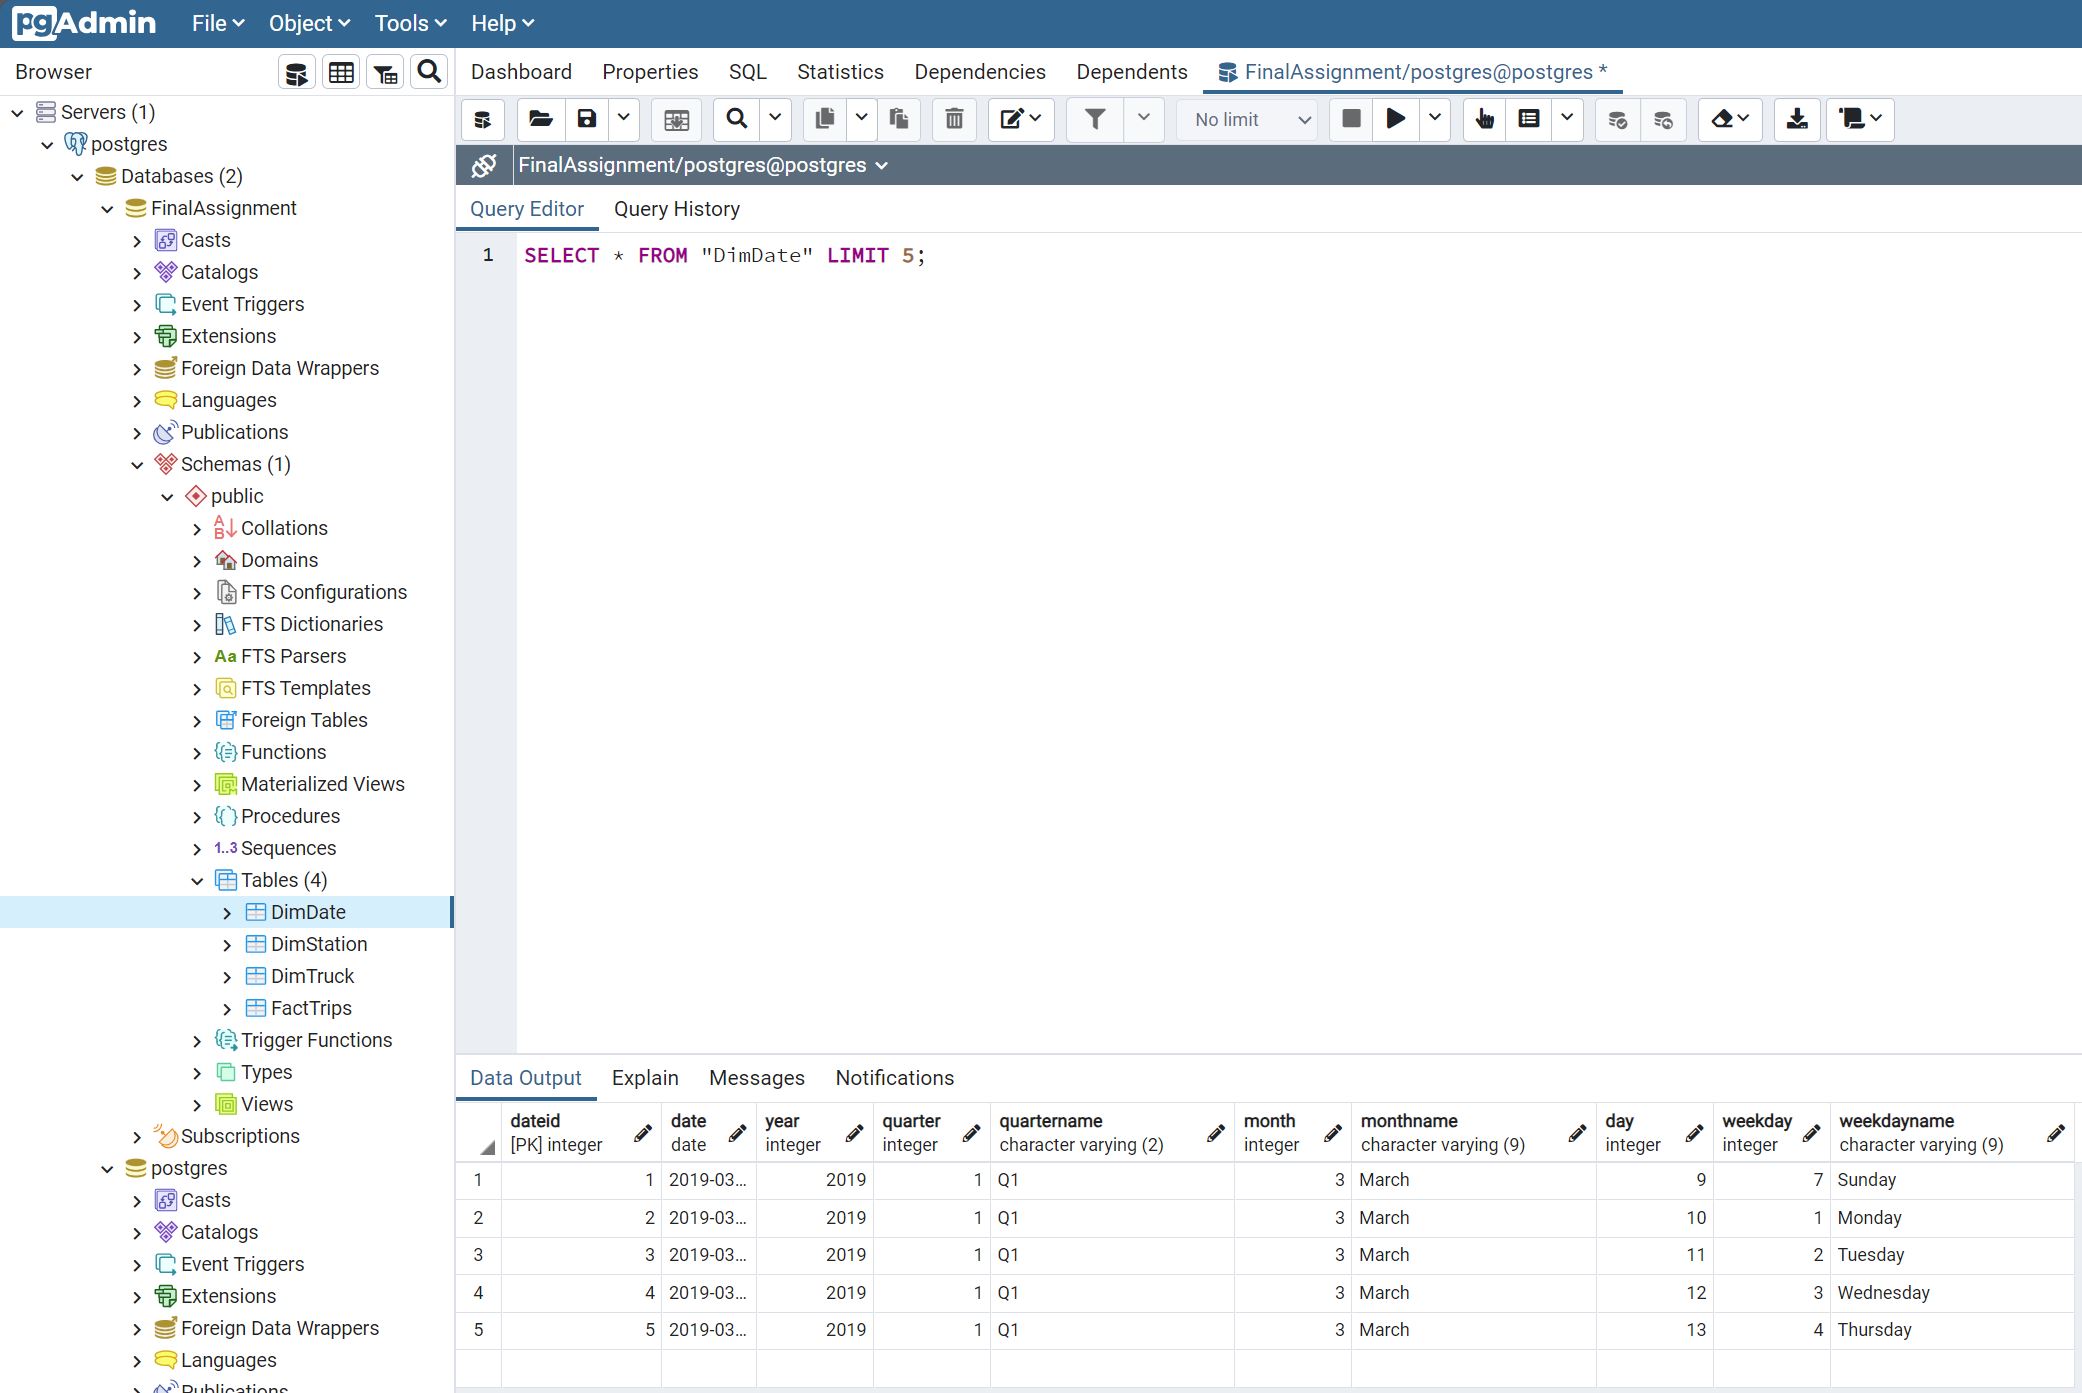 pgAdmin File Object Tools Help
Browser
Dashboard Properties SQL Statistics Dependencies Dependents FinalAssignment/postgres@postgres *
No limit
FinalAssignment/postgres@postgres
Query Editor Query History
1 SELECT * FROM "DimDate" LIMIT 5;
Servers (1)
postgres
Databases (2)
FinalAssignment
Casts
Catalogs
Event Triggers
Extensions
Foreign Data Wrappers
Languages
Publications
Schemas (1)
public
Collations
Domains
FTS Configurations
FTS Dictionaries
Aa FTS Parsers
FTS Templates
Foreign Tables
Functions
Materialized Views
Procedures
1..3 Sequences
Tables (4)
DimDate
DimStation
DimTruck
FactTrips
Trigger Functions
Types
Views
Subscriptions
postgres
Casts
Catalogs
Event Triggers
Extensions
Foreign Data Wrappers
Languages
Publications
Data Output Explain Messages Notifications
dateid date year quarter quartername month monthname day weekday weekdayname
[PK] integer date integer integer character varying (2) integer character varying (9) integer integer character varying (9)
1 1 2019-03... 2019 1 Q1 3 March 9 7 Sunday
2 2 2019-03... 2019 1 Q1 3 March 10 1 Monday
3 3 2019-03... 2019 1 Q1 3 March 11 2 Tuesday
4 4 2019-03... 2019 1 Q1 3 March 12 3 Wednesday
5 5 2019-03... 2019 1 Q1 3 March 13 4 Thursday